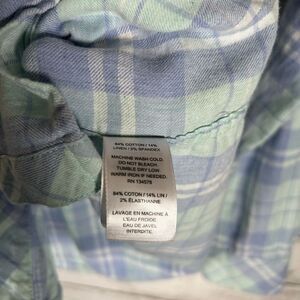 84% COTTON / 14%
LINEN / 2% SPANDEX
MACHINE WASH COLD.
DO NOT BLEACH.
TUMBLE DRY LOW
WARM IRON IF NEEDED.
RN 134578
84% COTON / 14% LIN /
2% ÉLASTHANNE
LAVAGE EN MACHINE À
L'EAU FROIDE
EAU DE JAVEL
INTERDITE.